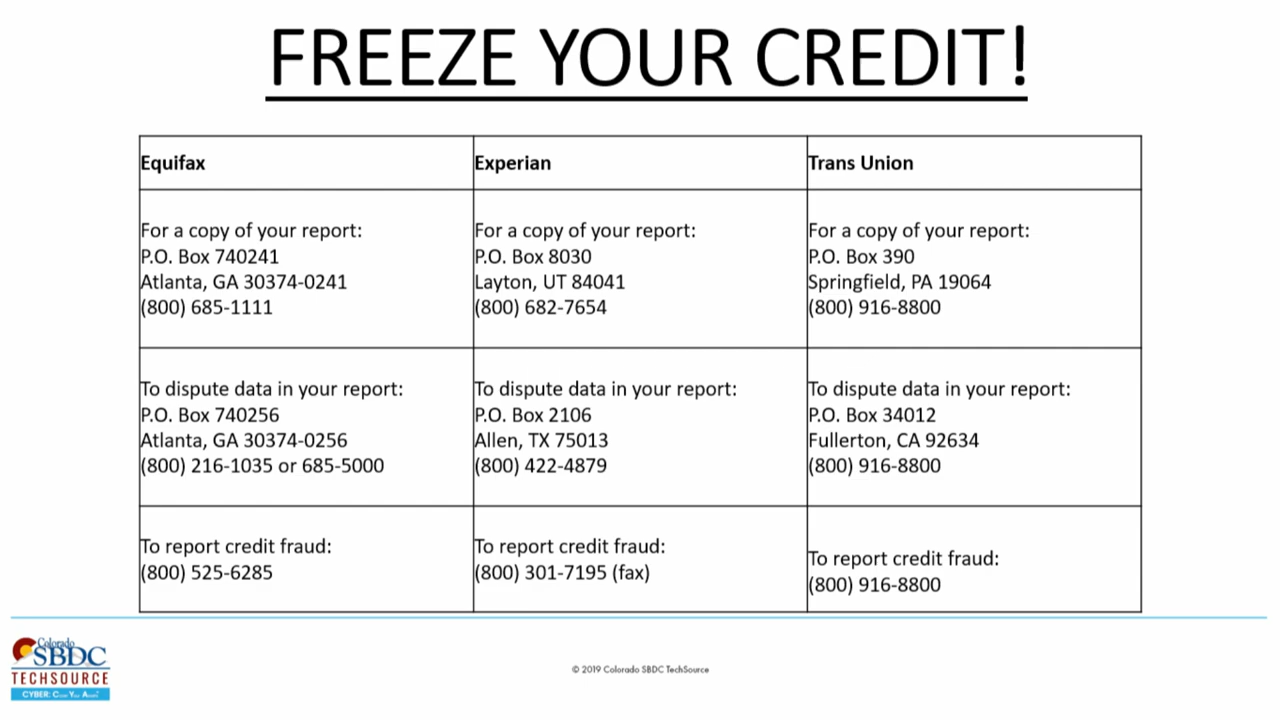 FREEZE YOUR CREDIT!
Equifax
Experian
Trans Union
For a copy of your report:
P.O. Box 740241
Atlanta, GA 30374-0241
(800) 685-1111
For a copy of your report:
P.O. Box 8030
Layton, UT 84041
(800) 682-7654
For a copy of your report:
P.O. Box 390
Springfield, PA 19064
(800) 916-8800
To dispute data in your report:
P.O. Box 740256
Atlanta, GA 30374-0256
(800) 216-1035 or 685-5000
To dispute data in your report:
P.O. Box 2106
Allen, TX 75013
(800) 422-4879
To dispute data in your report:
P.O. Box 34012
Fullerton, CA 92634
(800) 916-8800
To report credit fraud:
(800) 525-6285
To report credit fraud:
(800) 301-7195 (fax)
To report credit fraud:
(800) 916-8800
Colorado
SBDC
TECHSOURCE
CYBER:
© 2019 Colorado SBDC TechSource